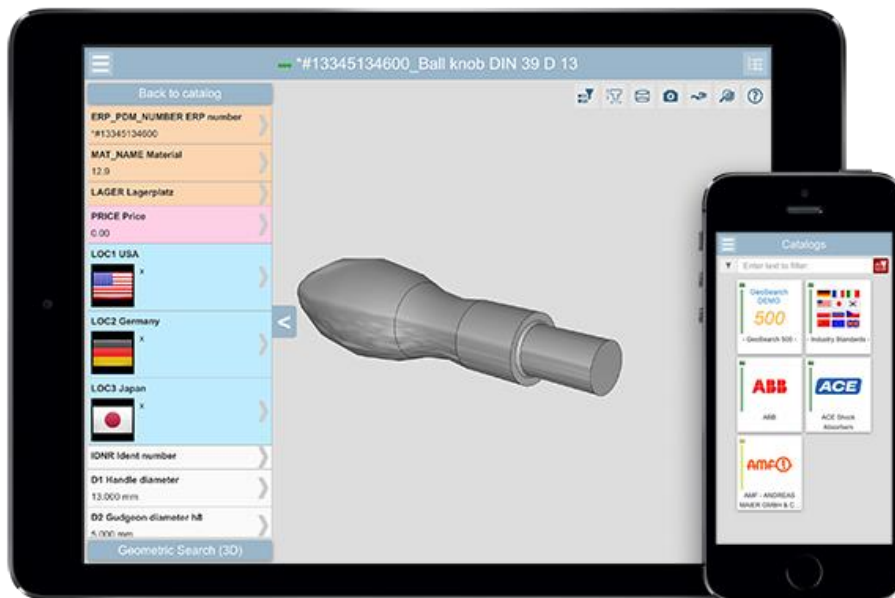 *#13345134600_Ball knob DIN 39 D 13
Back to catalog
ERP_PDM_NUMBER ERP number
*#13345134600
MAT_NAME Material
12.9
LAGER Lagerplatz
PRICE Price
0.00
LOC1 USA
x
LOC2 Germany
x
LOC3 Japan
x
IDNR Ident number
D1 Handle diameter
13.000 mm
D2 Gudgeon diameter h8
5.000 mm
Geometric Search (3D)
<
Catalogs
Enter text to filter.
GeoSearch
DEMO
500
- GeoSearch 500 -
- Industry Standards -
ABB
ABB
ACE
ACE Shock
Absorbers
AMF
AMF - ANDREAS
MAIER GMBH & C